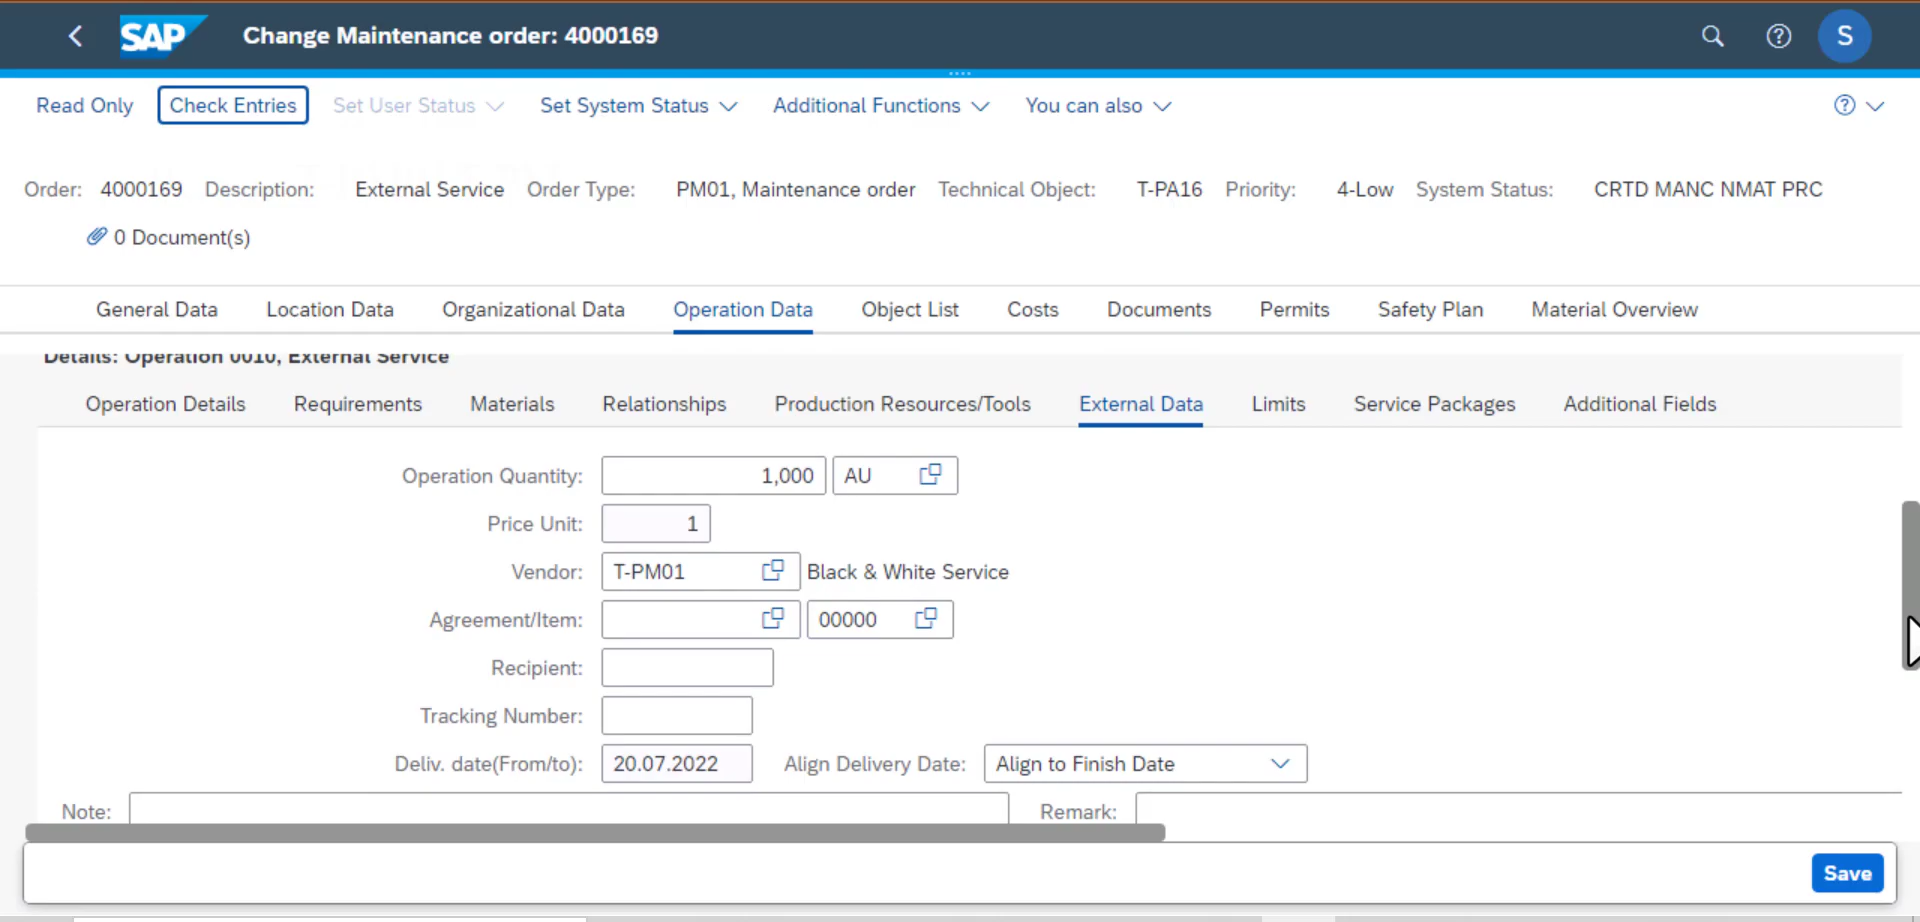 SAP Change Maintenance order: 4000169 S
Read Only Check Entries Set User Status Set System Status Additional Functions You can also
Order: 4000169 Description: External Service Order Type: PM01, Maintenance order Technical Object: T-PA16 Priority: 4-Low System Status: CRTD MANC NMAT PRC
0 Document(s)
General Data Location Data Organizational Data Operation Data Object List Costs Documents Permits Safety Plan Material Overview
Details: Operation 0010, External Service
Operation Details Requirements Materials Relationships Production Resources/Tools External Data Limits Service Packages Additional Fields
Operation Quantity: 1,000 AU
Price Unit: 1
Vendor: T-PM01 Black & White Service
Agreement/Item: 00000
Recipient:
Tracking Number:
Deliv. date(From/to): 20.07.2022 Align Delivery Date: Align to Finish Date
Note: Remark:
Save